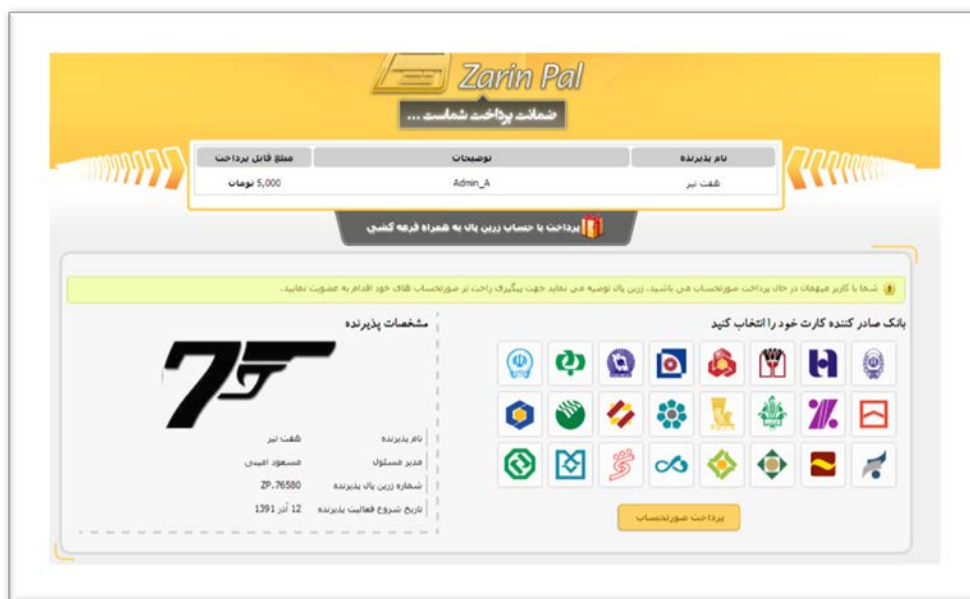 Zarin Pal
ضمانت پرداخت شماست ...
نام پذیرنده توضیحات مبلغ قابل پرداخت
هفت تیر Admin_A 5,000 تومان
پرداخت با حساب زرین پال به همراه قرعه کشی
شما با کاربر میهمان در حال پرداخت صورتحساب می باشید. زرین پال توصیه می نماید جهت پیگیری راحت تر صورتحساب های خود اقدام به عضویت نمایید.
بانک صادر کننده کارت خود را انتخاب کنید
پرداخت صورتحساب
مشخصات پذیرنده
7
نام پذیرنده هفت تیر
مدیر مسئول مسعود امینی
شماره زرین پال پذیرنده ZP.76580
تاریخ شروع فعالیت پذیرنده 12 آذر 1391